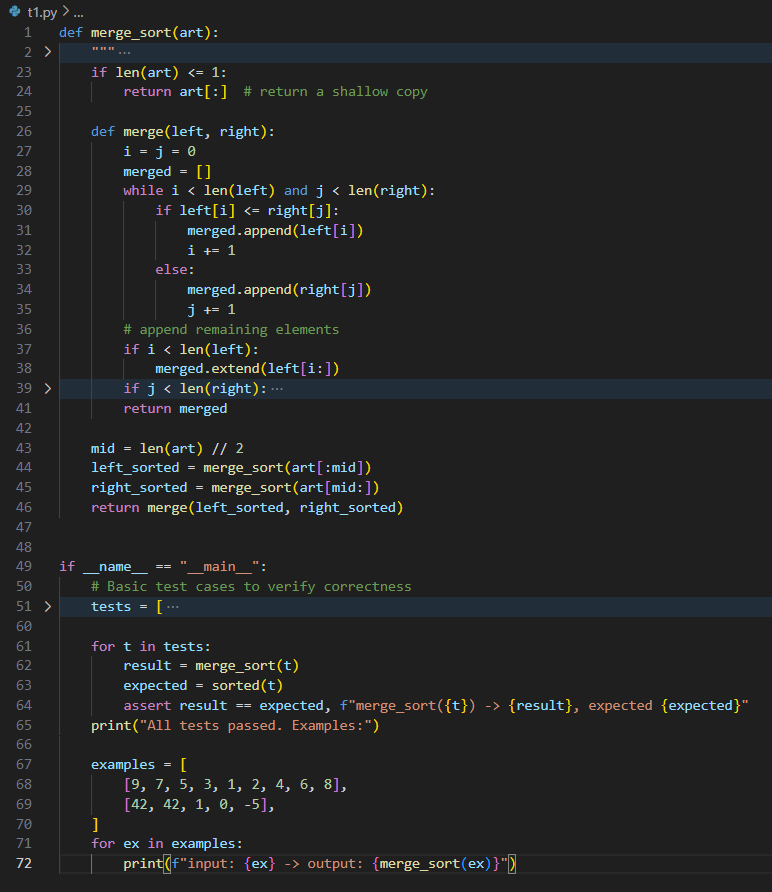 t1.py > ...
1 def merge_sort(art):
2 > """ ...
23 if len(art) <= 1:
24 return art[:]  # return a shallow copy
25
26 def merge(left, right):
27 i = j = 0
28 merged = []
29 while i < len(left) and j < len(right):
30 if left[i] <= right[j]:
31 merged.append(left[i])
32 i += 1
33 else:
34 merged.append(right[j])
35 j += 1
36 # append remaining elements
37 if i < len(left):
38 merged.extend(left[i:])
39 > if j < len(right): ...
41 return merged
42
43 mid = len(art) // 2
44 left_sorted = merge_sort(art[:mid])
45 right_sorted = merge_sort(art[mid:])
46 return merge(left_sorted, right_sorted)
47
48
49 if __name__ == "__main__":
50 # Basic test cases to verify correctness
51 > tests = [ ...
60
61 for t in tests:
62 result = merge_sort(t)
63 expected = sorted(t)
64 assert result == expected, f"merge_sort({t}) -> {result}, expected {expected}"
65 print("All tests passed. Examples:")
66
67 examples = [
68 [9, 7, 5, 3, 1, 2, 4, 6, 8],
69 [42, 42, 1, 0, -5],
70 ]
71 for ex in examples:
72 print(f"input: {ex} -> output: {merge_sort(ex)}")